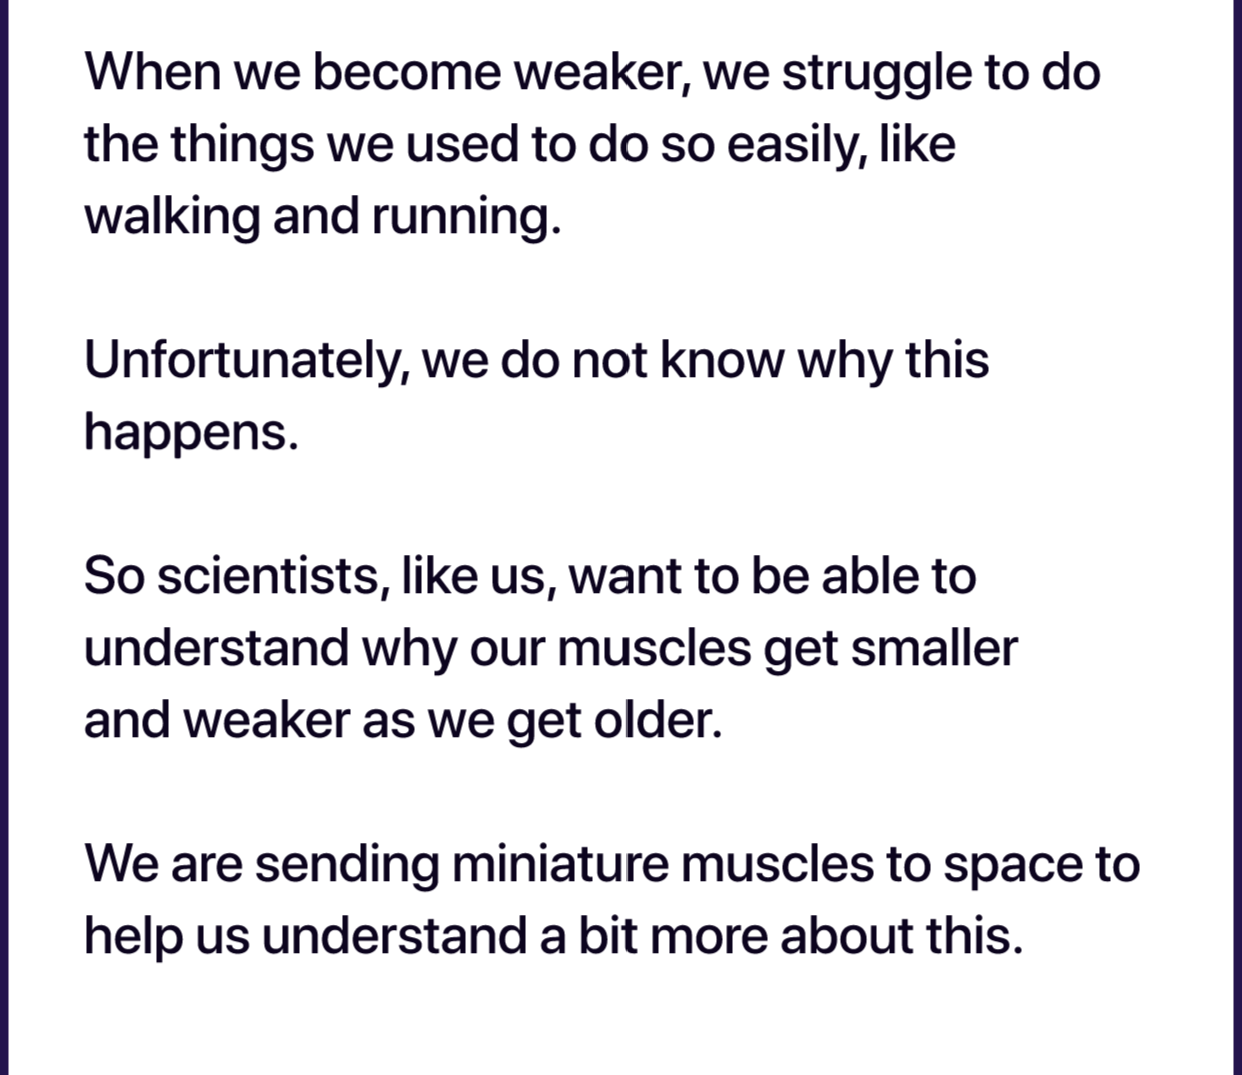 When we become weaker, we struggle to do
the things we used to do so easily, like
walking and running.
Unfortunately, we do not know why this
happens.
So scientists, like us, want to be able to
understand why our muscles get smaller
and weaker as we get older.
We are sending miniature muscles to space to
help us understand a bit more about this.